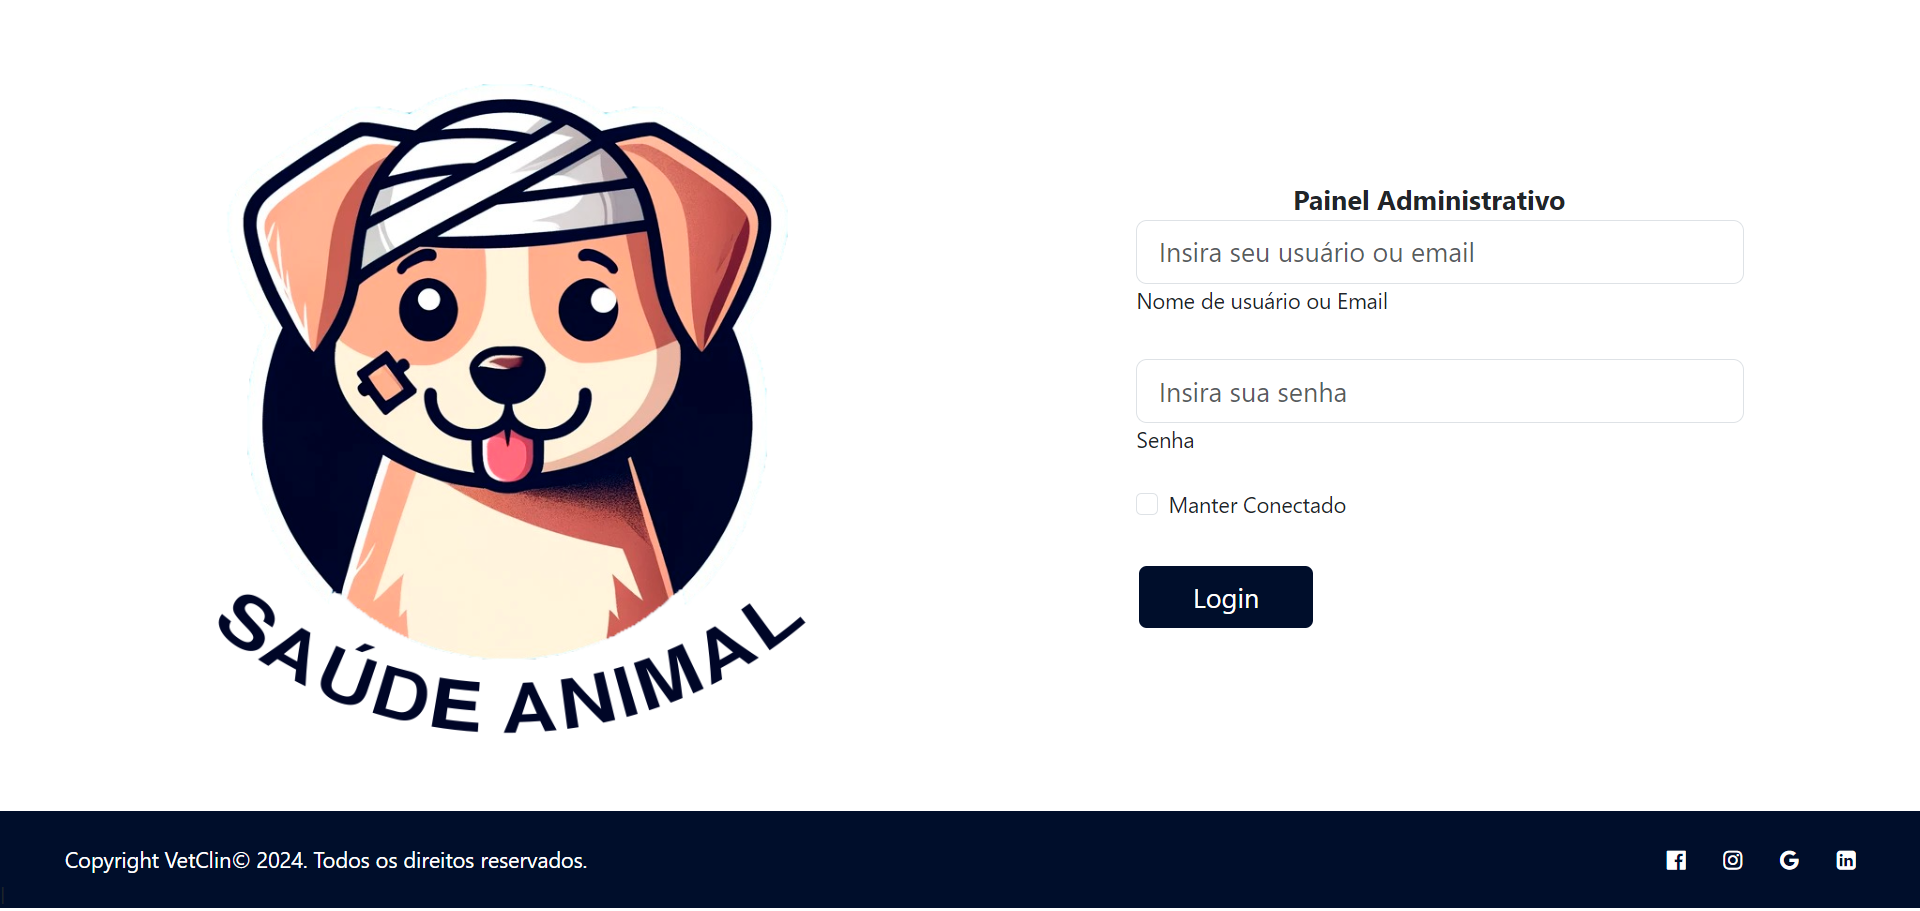 SAÚDE ANIMAL
Painel Administrativo
Insira seu usuário ou email
Nome de usuário ou Email
Insira sua senha
Senha
Manter Conectado
Login
Copyright VetClin© 2024. Todos os direitos reservados.